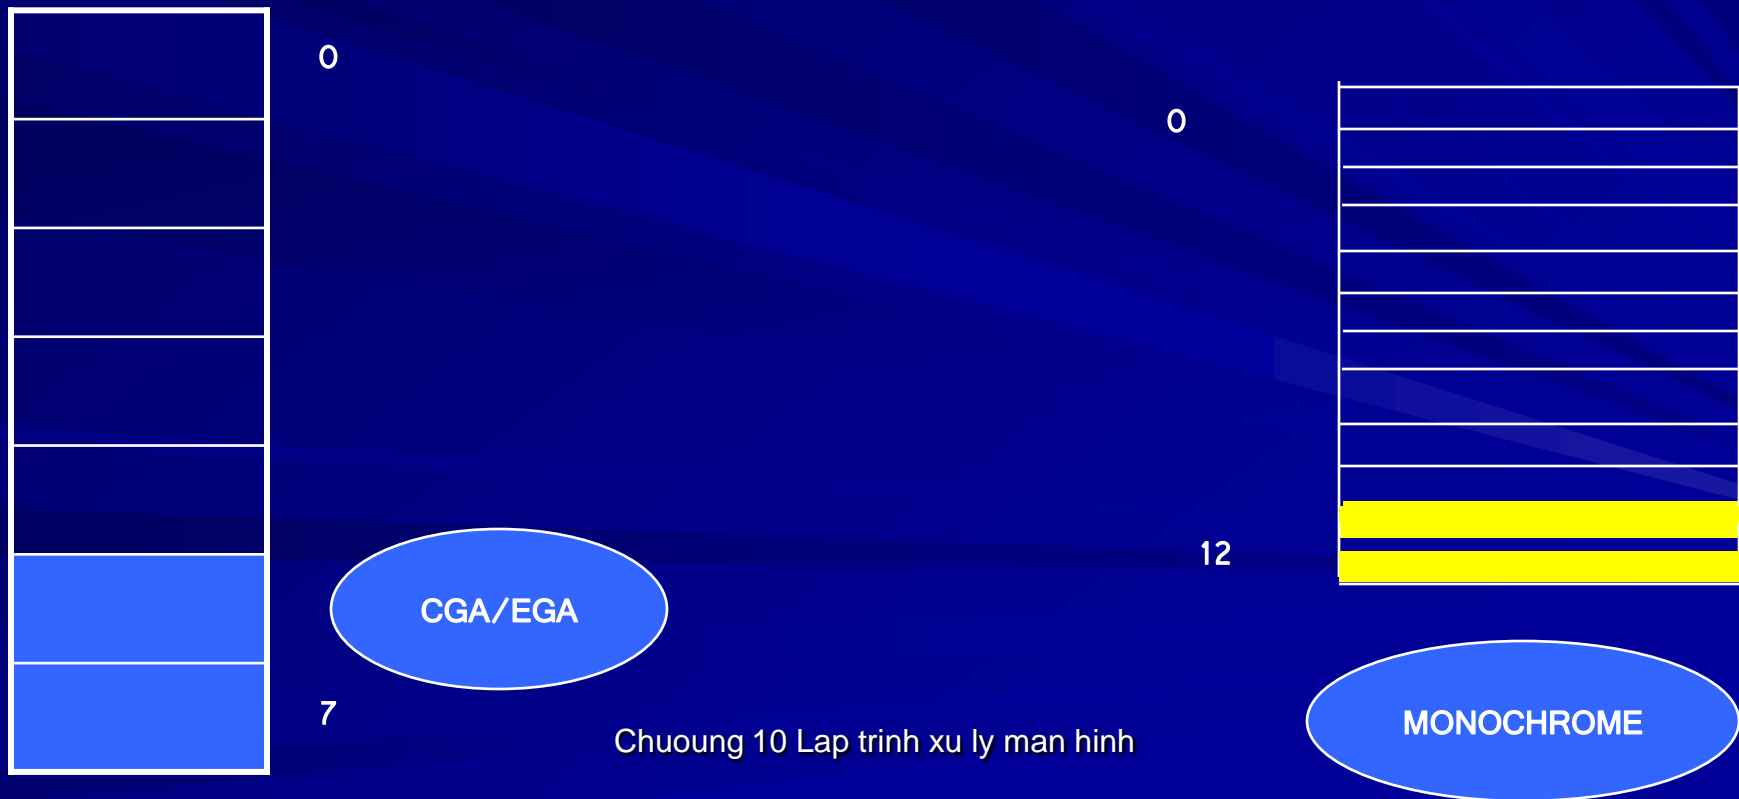 0
0
12
CGA/EGA
7
MONOCHROME
Chuoung 10 Lap trinh xu ly man hinh